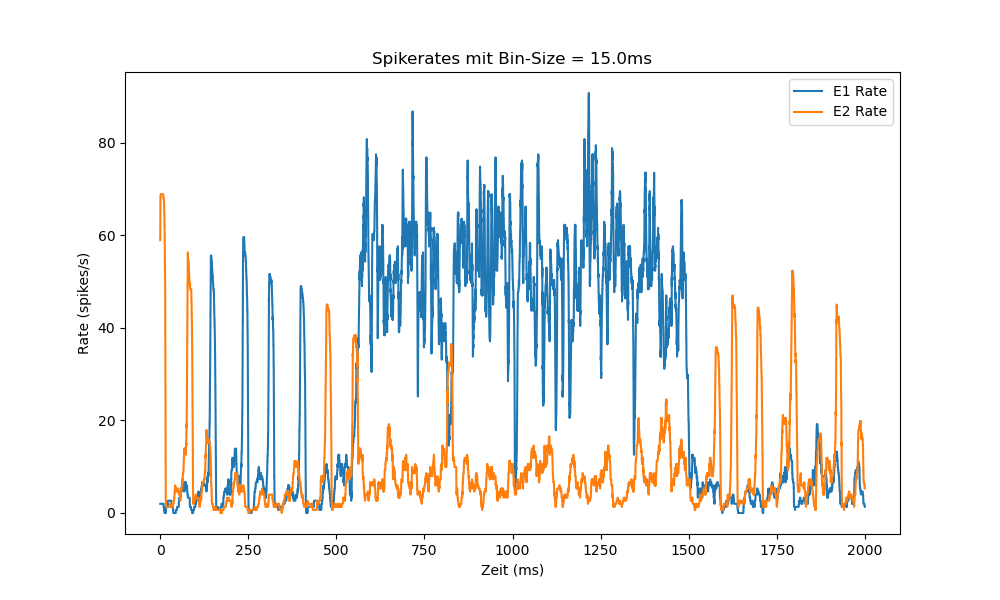 Spikerates mit Bin-Size = 15.0ms
E1 Rate
E2 Rate
Rate (spikes/s)
80
60
40
20
0
0 250 500 750 1000 1250 1500 1750 2000
Zeit (ms)